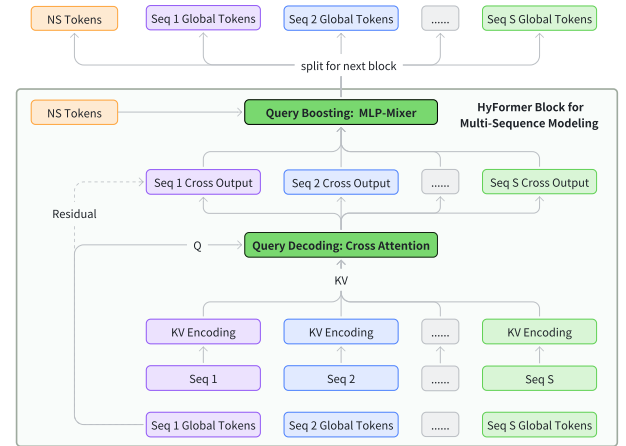 NS Tokens
Seq 1 Global Tokens
Seq 2 Global Tokens
......
Seq S Global Tokens
split for next block
NS Tokens
Query Boosting: MLP-Mixer
HyFormer Block for
Multi-Sequence Modeling
Seq 1 Cross Output
Seq 2 Cross Output
......
Seq S Cross Output
Residual
Q
Query Decoding: Cross Attention
KV
KV Encoding
KV Encoding
......
KV Encoding
Seq 1
Seq 2
......
Seq S
Seq 1 Global Tokens
Seq 2 Global Tokens
......
Seq S Global Tokens